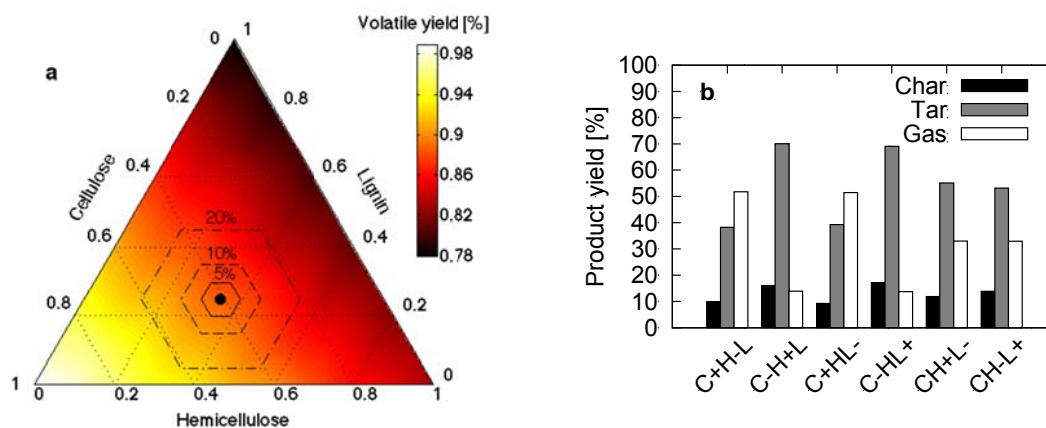 Volatile yield [%]
a
0
1
0.2
0.8
0.4
0.6
0.6
0.4
0.8
0.2
1
0
Cellulose
Lignin
20%
10%
5%
0
0.2
0.4
0.6
0.8
1
Hemicellulose
0.98
0.94
0.9
0.86
0.82
0.78
b
Char
Tar
Gas
Product yield [%]
100
90
80
70
60
50
40
30
20
10
0
C+H-L
C-H+L
C+HL-
C-HL+
CH+L-
CH-L+